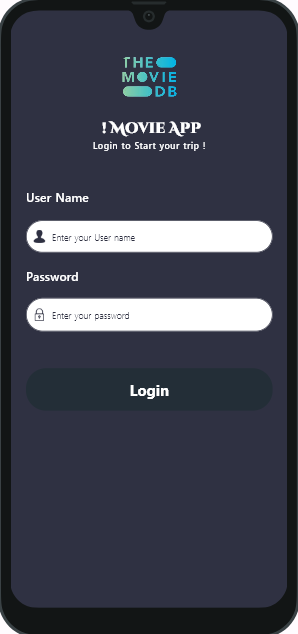 THE
MOVIE
DB
! Movie App
Login to Start your trip !
User Name
Enter your User name
Password
Enter your password
Login